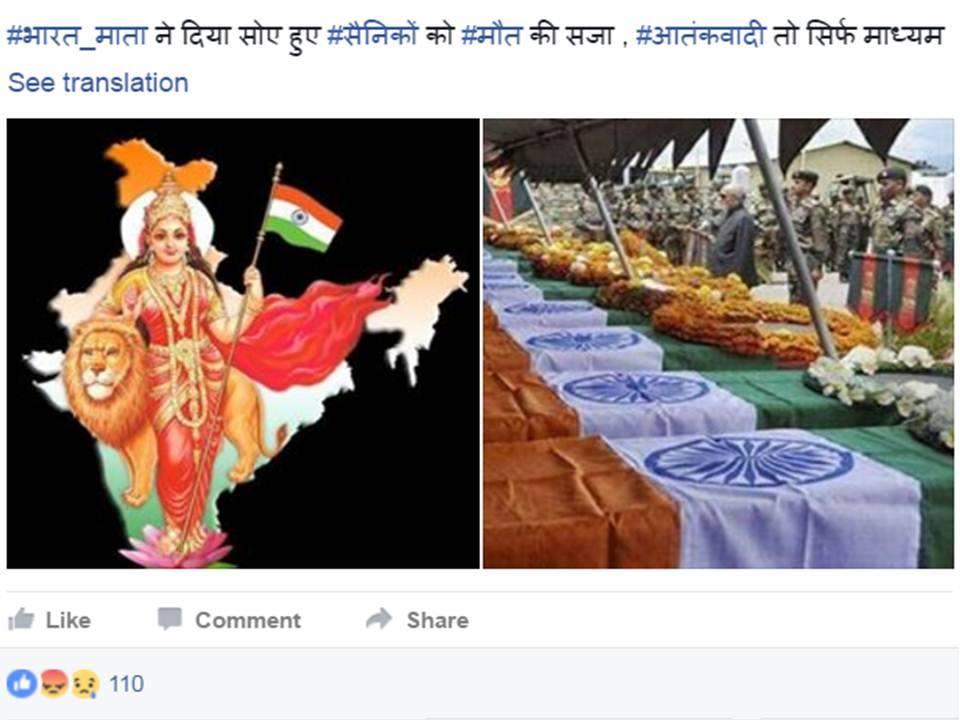 #भारत_माता ने दिया सोए हुए #सैनिकों को #मौत की सजा , #आतंकवादी तो सिर्फ माध्यम
See translation
Like Comment Share
110